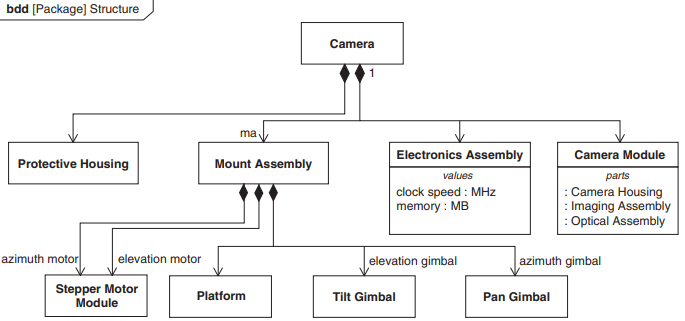 bdd [Package] Structure
Camera
1
ma
Protective Housing
Mount Assembly
Electronics Assembly
values
clock speed : MHz
memory : MB
Camera Module
parts
: Camera Housing
: Imaging Assembly
: Optical Assembly
azimuth motor
elevation motor
elevation gimbal
azimuth gimbal
Stepper Motor
Module
Platform
Tilt Gimbal
Pan Gimbal